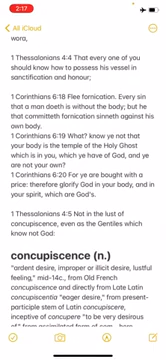 2:17
All iCloud
word,
1 Thessalonians 4:4 That every one of you
should know how to possess his vessel in
sanctification and honour;
1 Corinthians 6:18 Flee fornication. Every sin
that a man doeth is without the body; but he
that committeth fornication sinneth against his
own body.
1 Corinthians 6:19 What? know ye not that
your body is the temple of the Holy Ghost
which is in you, which ye have of God, and ye
are not your own?
1 Corinthians 6:20 For ye are bought with a
price: therefore glorify God in your body, and in
your spirit, which are God's.
1 Thessalonians 4:5 Not in the lust of
concupiscence, even as the Gentiles which
know not God:
concupiscence (n.)
"ardent desire, improper or illicit desire, lustful
feeling," mid-14c., from Old French
concupiscence and directly from Late Latin
concupiscentia "eager desire," from present-
participle stem of Latin concupiscere,
inceptive of concupere "to be very desirous
of," from assimilated form of com-, here